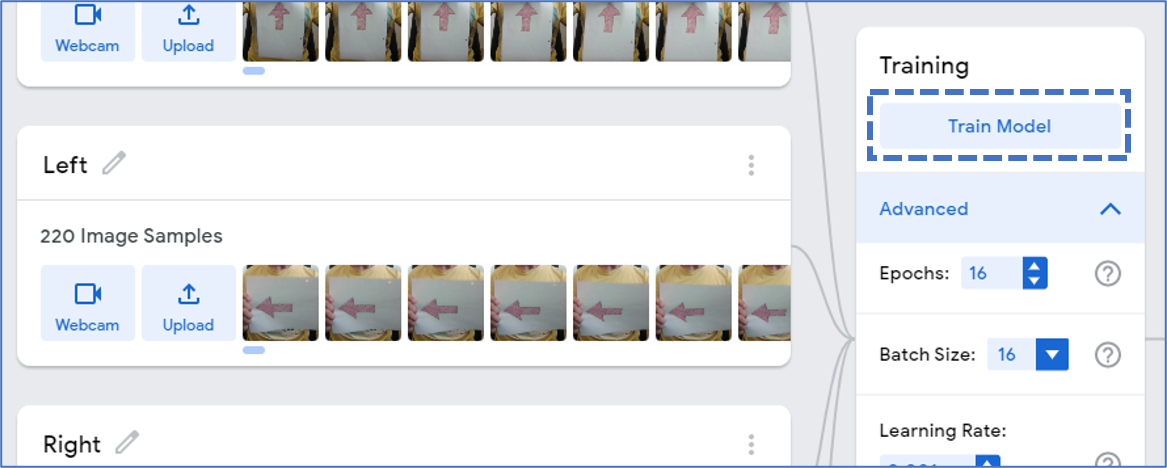 Webcam
Upload
Left
220 Image Samples
Webcam
Upload
Right
Training
Train Model
Advanced
Epochs: 16
Batch Size: 16
Learning Rate: